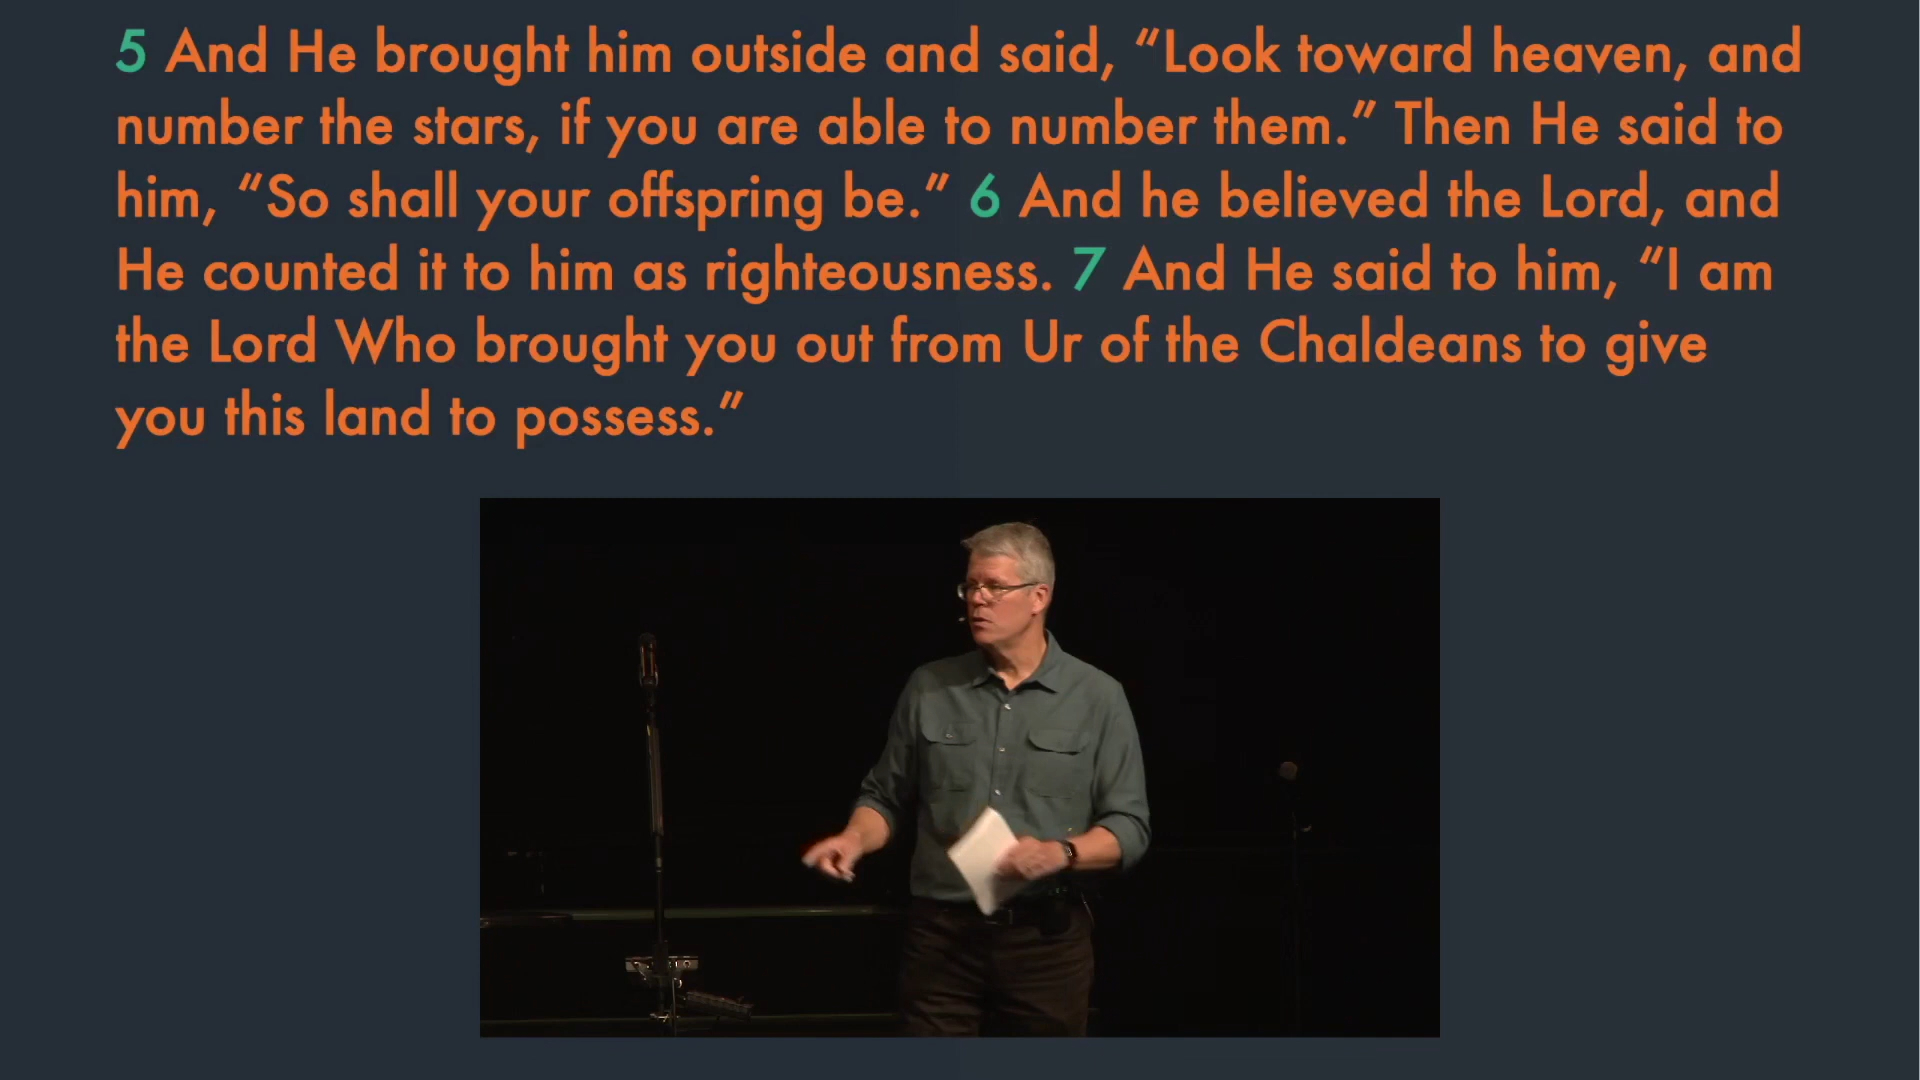 5 And He brought him outside and said, “Look toward heaven, and
number the stars, if you are able to number them.” Then He said to
him, “So shall your offspring be.” 6 And he believed the Lord, and
He counted it to him as righteousness. 7 And He said to him, “I am
the Lord Who brought you out from Ur of the Chaldeans to give
you this land to possess.”